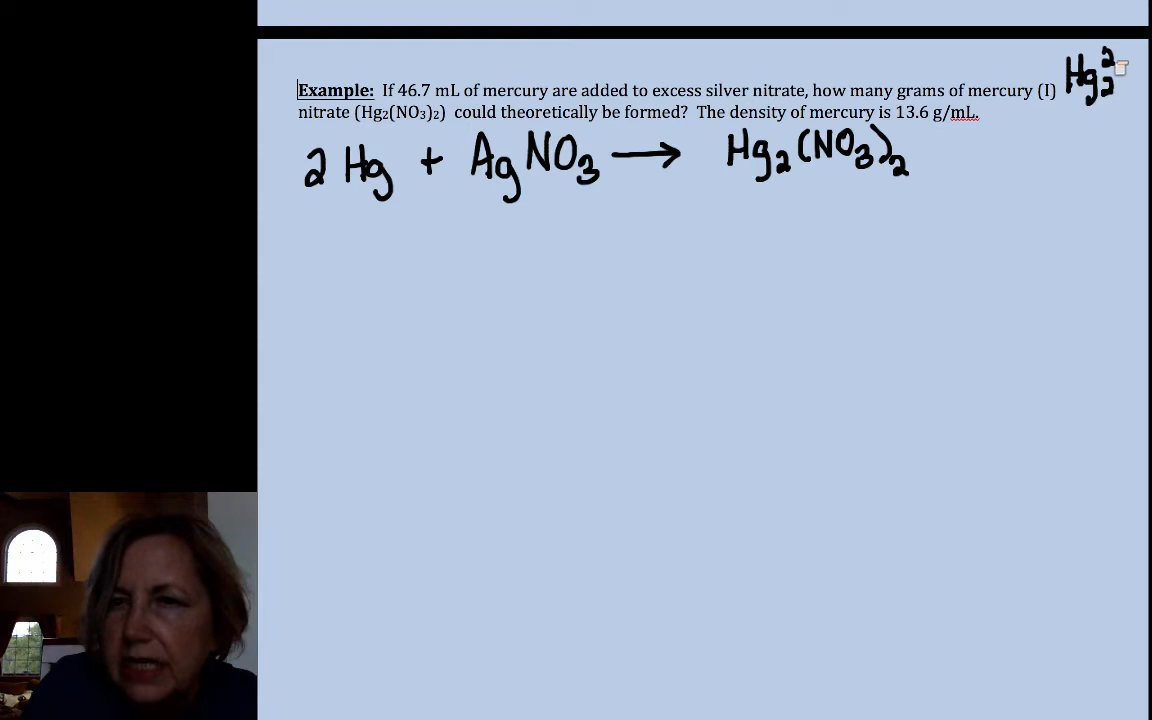 Hg₂²
Example: If 46.7 mL of mercury are added to excess silver nitrate, how many grams of mercury (I)
nitrate (Hg₂(NO₃)₂) could theoretically be formed? The density of mercury is 13.6 g/mL.
2 Hg + AgNO₃ → Hg₂(NO₃)₂